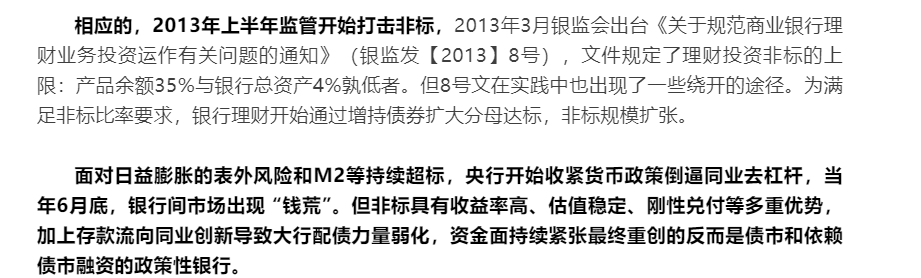 相应的，2013年上半年监管开始打击非标，2013年3月银监会出台《关于规范商业银行理
财业务投资运作有关问题的通知》（银监发【2013】8号），文件规定了理财投资非标的上
限：产品余额35%与银行总资产4%孰低者。但8号文在实践中也出现了一些绕开的途径。为满
足非标比率要求，银行理财开始通过增持债券扩大分母达标，非标规模扩张。
面对日益膨胀的表外风险和M2等持续超标，央行开始收紧货币政策倒逼同业去杠杆，当
年6月底，银行间市场出现“钱荒”。但非标具有收益率高、估值稳定、刚性兑付等多重优势，
加上存款流向同业创新导致大行配债力量弱化，资金面持续紧张最终重创的反而是债市和依赖
债市融资的政策性银行。